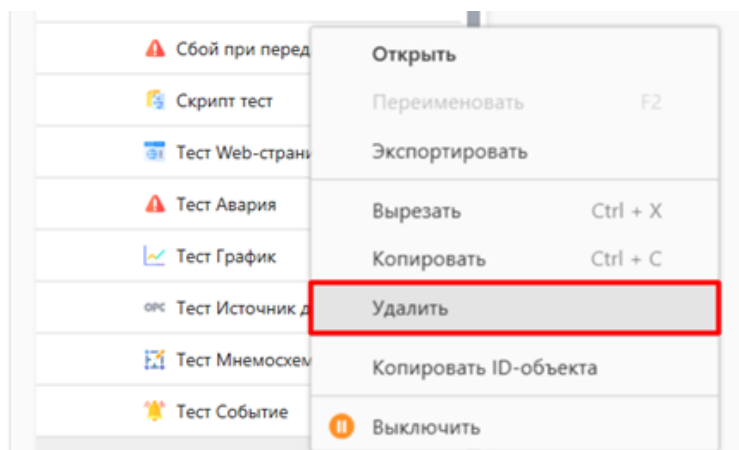 Сбой при перед
Скрипт тест
Тест Web-страни
Тест Авария
Тест График
OPC Тест Источник д
Тест Мнемосхем
Тест Событие
Открыть
Переименовать F2
Экспортировать
Вырезать Ctrl + X
Копировать Ctrl + C
Удалить
Копировать ID-объекта
Выключить